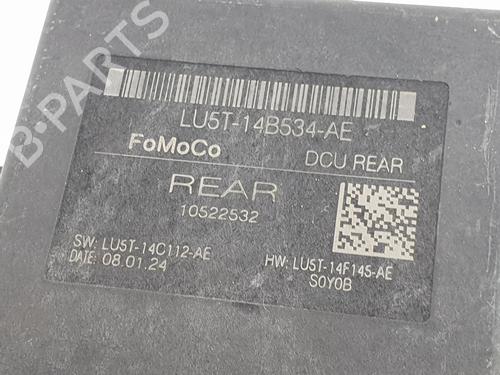 B-PARTS
LU5T-14B534-AE
FoMoCo DCU REAR
REAR
10522532
SW: LU5T-14C112-AE
DATE: 08.01.24
HW: LU5T-14F145-AE
S0Y0B